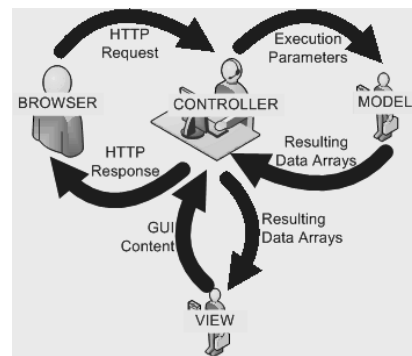 HTTP
Request
Execution
Parameters
BROWSER
CONTROLLER
MODEL
HTTP
Response
Resulting
Data Arrays
GUI
Content
Resulting
Data Arrays
VIEW